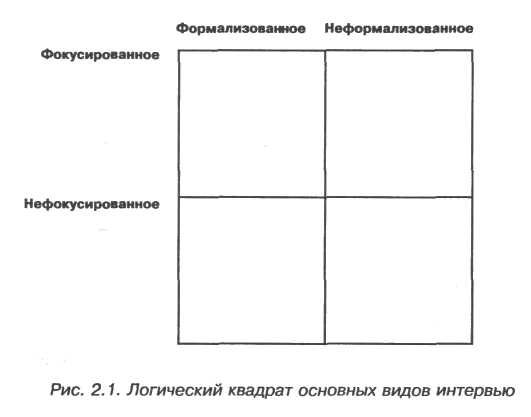 Формализованное Неформализованное
Фокусированное
Нефокусированное
Рис. 2.1. Логический квадрат основных видов интервью